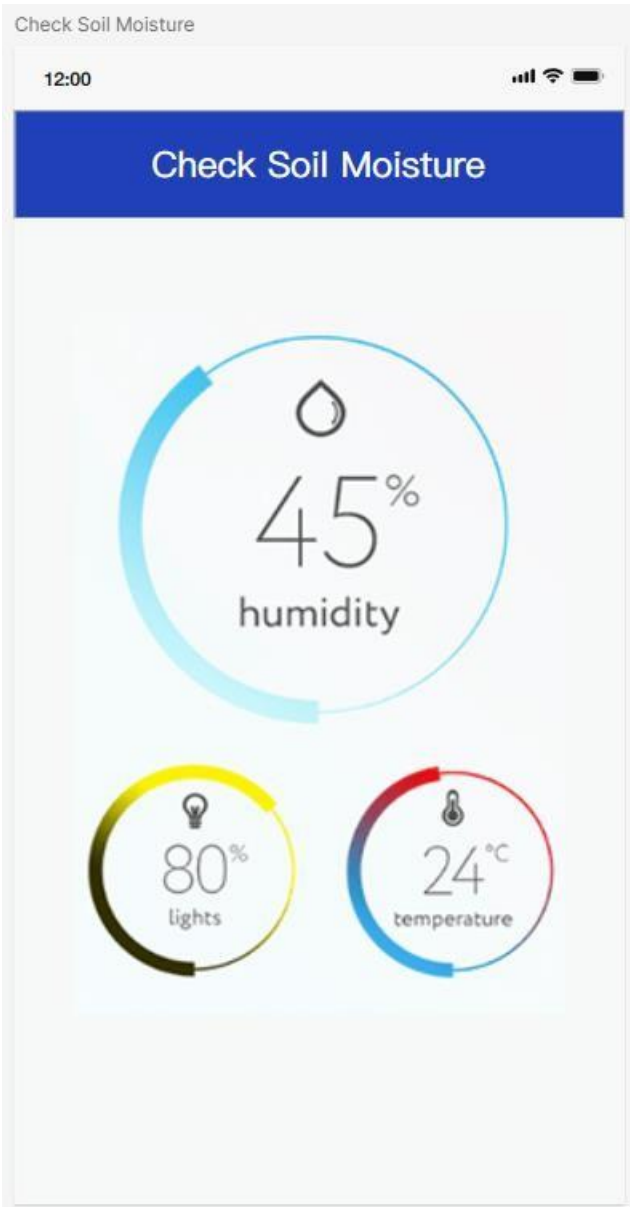 Check Soil Moisture
12:00
Check Soil Moisture
45%
humidity
80%
lights
24°C
temperature